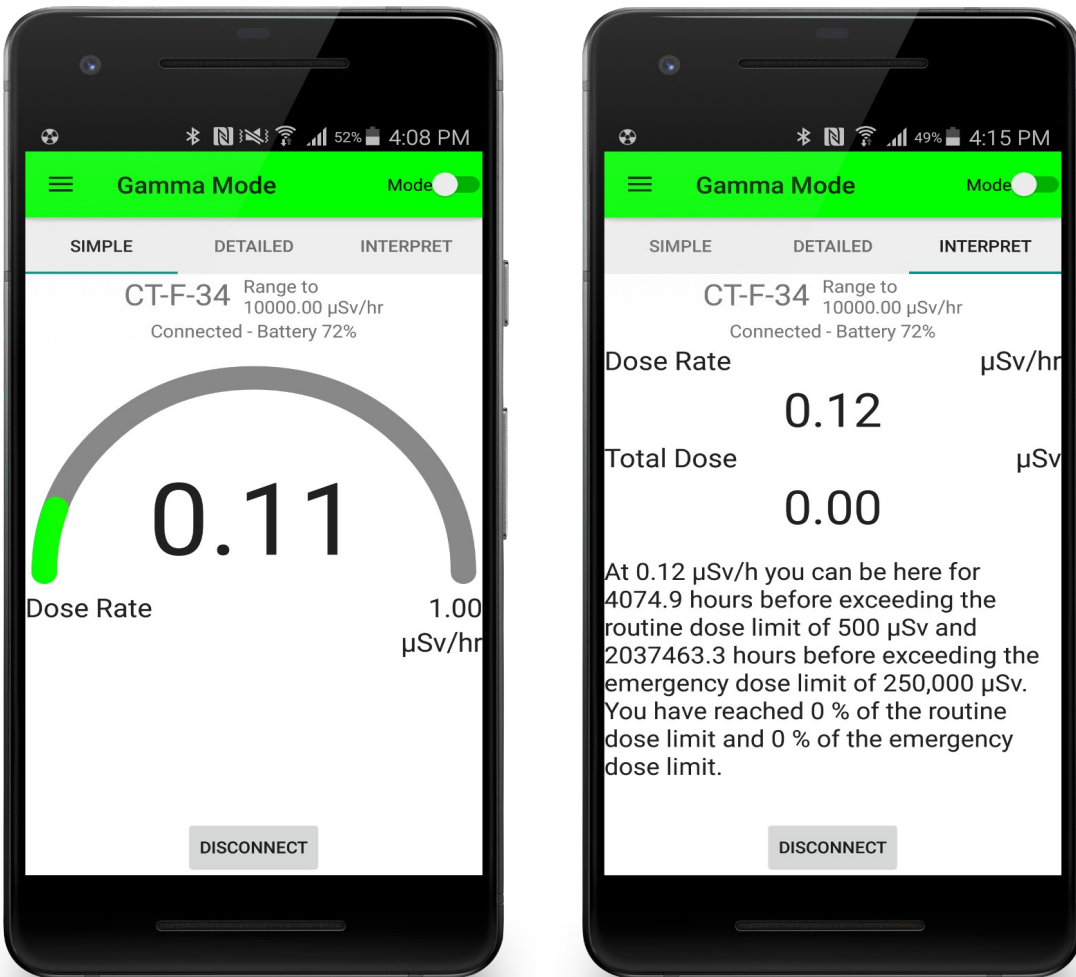 52% 4:08 PM
Gamma Mode Mode
SIMPLE DETAILED INTERPRET
CT-F-34 Range to
10000.00 µSv/hr
Connected - Battery 72%
0.11
Dose Rate 1.00
µSv/hr
DISCONNECT
49% 4:15 PM
Gamma Mode Mode
SIMPLE DETAILED INTERPRET
CT-F-34 Range to
10000.00 µSv/hr
Connected - Battery 72%
Dose Rate µSv/hr
0.12
Total Dose µSv
0.00
At 0.12 µSv/h you can be here for
4074.9 hours before exceeding the
routine dose limit of 500 µSv and
2037463.3 hours before exceeding the
emergency dose limit of 250,000 µSv.
You have reached 0 % of the routine
dose limit and 0 % of the emergency
dose limit.
DISCONNECT